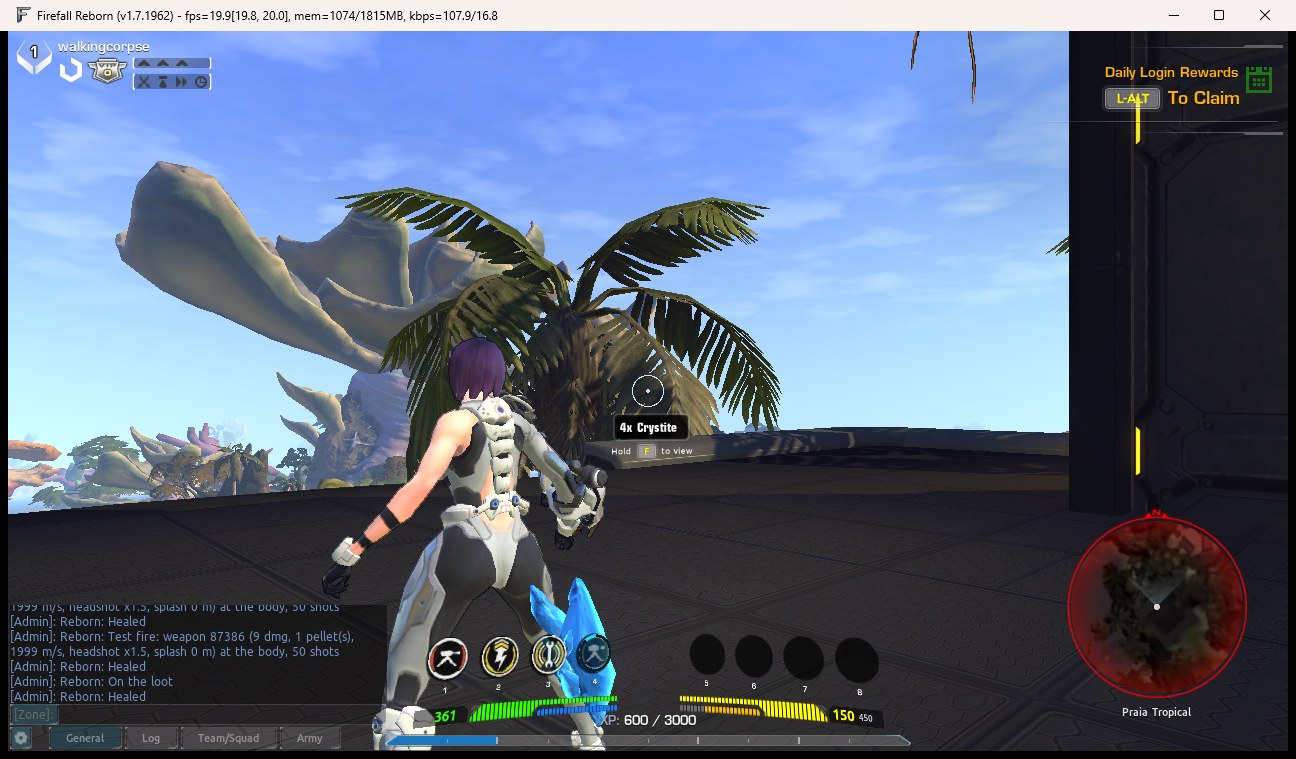 Firefall Reborn (v1.7.1962) - fps=19.9[19.8, 20.0], mem=1074/1815MB, kbps=107.9/16.8
1
walkingcorpse
VIP
Daily Login Rewards
L-ALT To Claim
4x Crystite
Hold F to view
1999 m/s, headshot x1.5, splash 0 m) at the body, 50 shots
[Admin]: Reborn: Healed
[Admin]: Reborn: Test fire: weapon 87386 (9 dmg, 1 pellet(s),
1999 m/s, headshot x1.5, splash 0 m) at the body, 50 shots
[Admin]: Reborn: Healed
[Admin]: Reborn: On the loot
[Admin]: Reborn: Healed
[Zone]:
General Log Team/Squad Army
1 2 3 4 5 6 7 8
361
XP: 600 / 3000
150 450
N
Praia Tropical